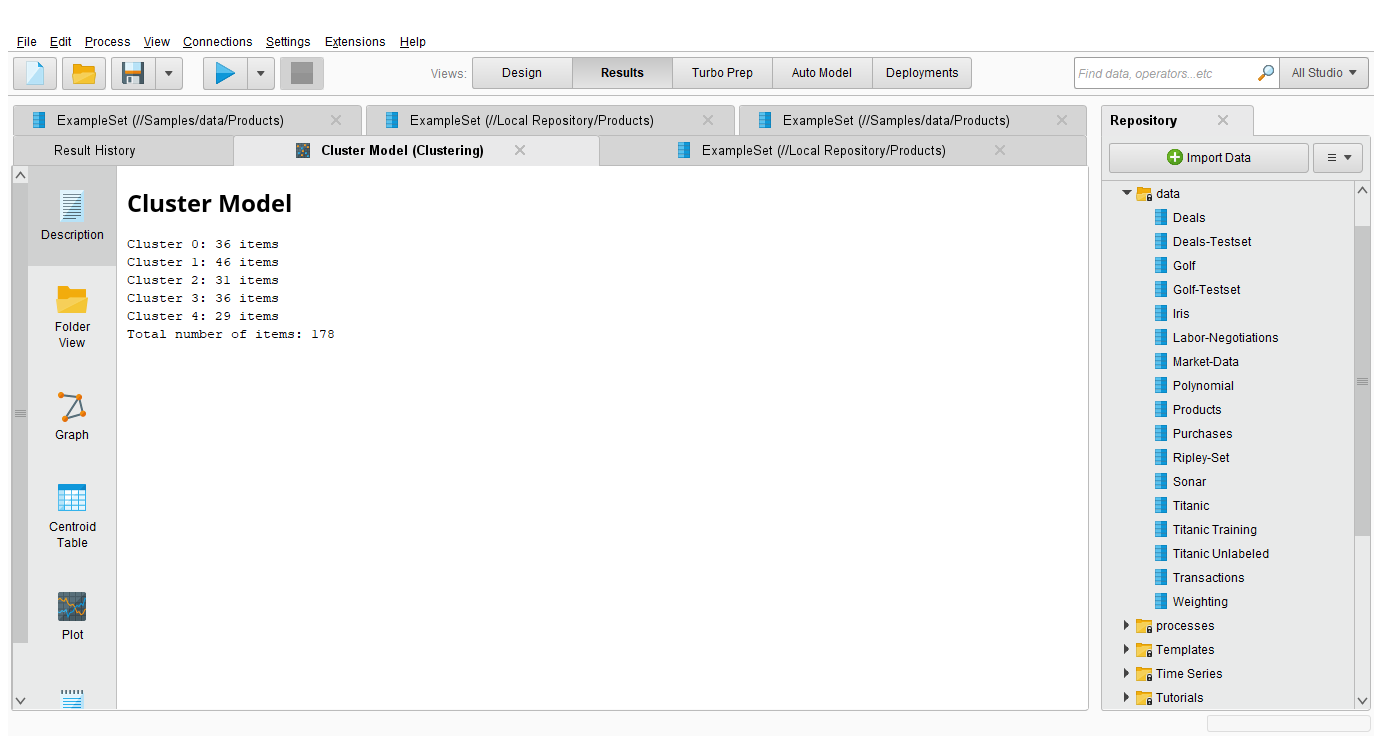 File Edit Process View Connections Settings Extensions Help
Views: Design Results Turbo Prep Auto Model Deployments Find data, operators...etc All Studio
ExampleSet (//Samples/data/Products) ExampleSet (//Local Repository/Products) ExampleSet (//Samples/data/Products)
Result History Cluster Model (Clustering) ExampleSet (//Local Repository/Products)
Description
Folder
View
Graph
Centroid
Table
Plot
Cluster Model
Cluster 0: 36 items
Cluster 1: 46 items
Cluster 2: 31 items
Cluster 3: 36 items
Cluster 4: 29 items
Total number of items: 178
Repository
Import Data
data
Deals
Deals-Testset
Golf
Golf-Testset
Iris
Labor-Negotiations
Market-Data
Polynomial
Products
Purchases
Ripley-Set
Sonar
Titanic
Titanic Training
Titanic Unlabeled
Transactions
Weighting
processes
Templates
Time Series
Tutorials